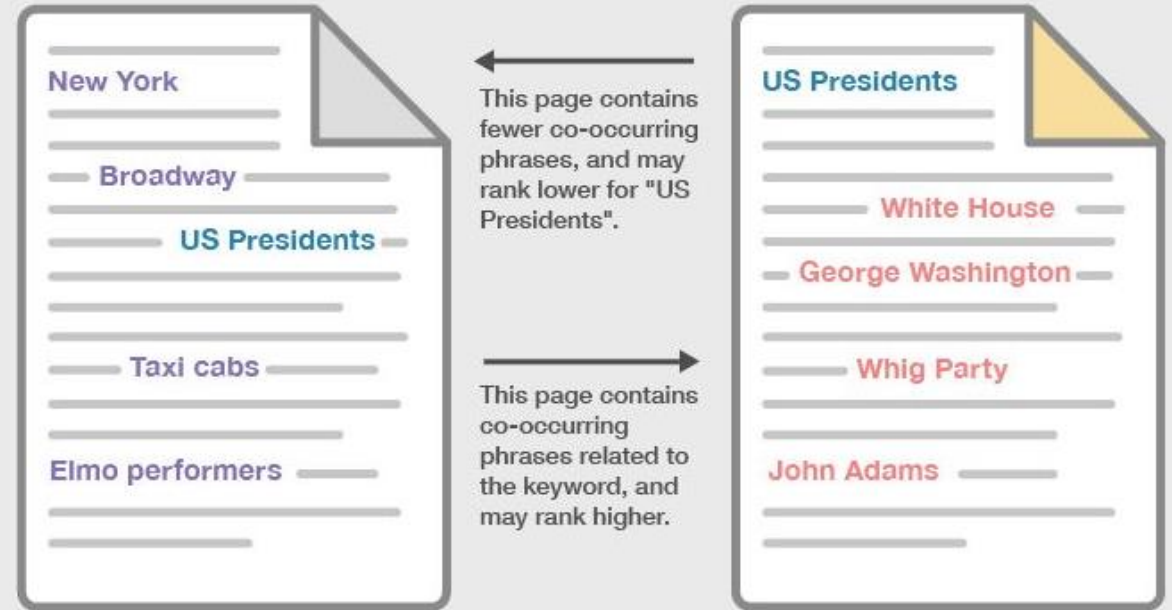 New York
Broadway
US Presidents
Taxi cabs
Elmo performers
This page contains
fewer co-occurring
phrases, and may
rank lower for "US
Presidents".
This page contains
co-occurring
phrases related to
the keyword, and
may rank higher.
US Presidents
White House
George Washington
Whig Party
John Adams